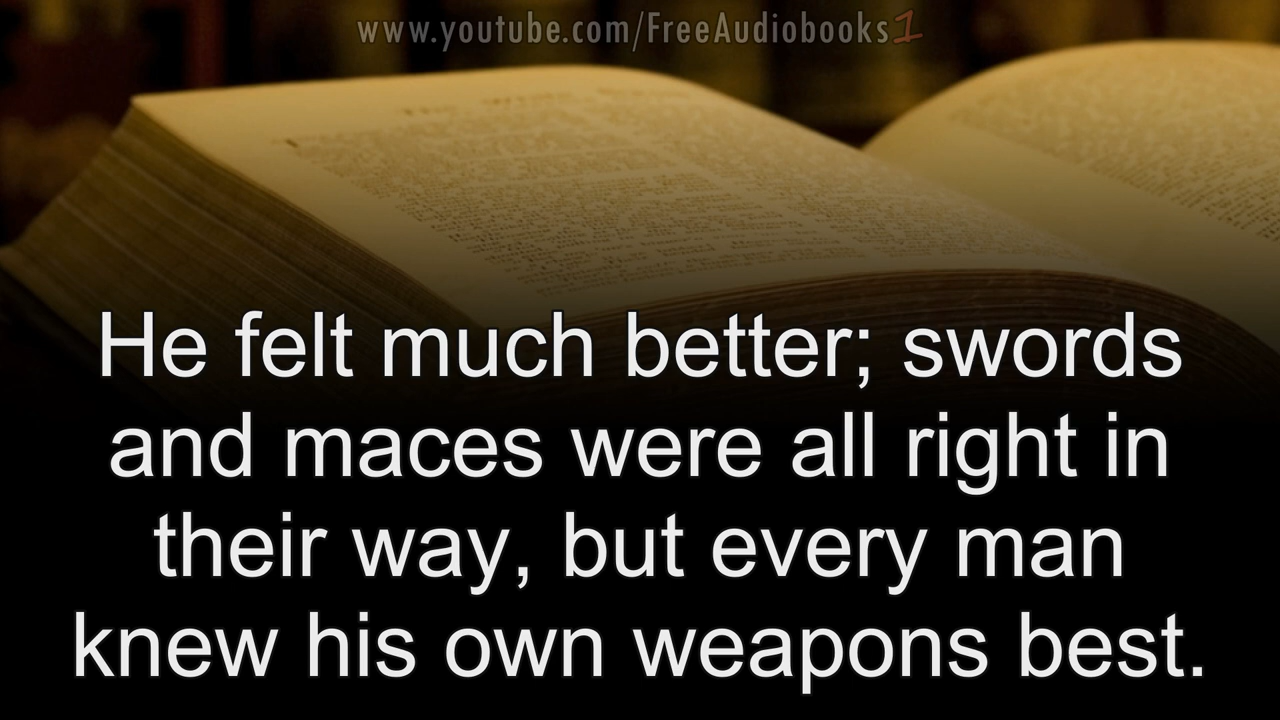 www.youtube.com/FreeAudiobooks1
He felt much better; swords
and maces were all right in
their way, but every man
knew his own weapons best.